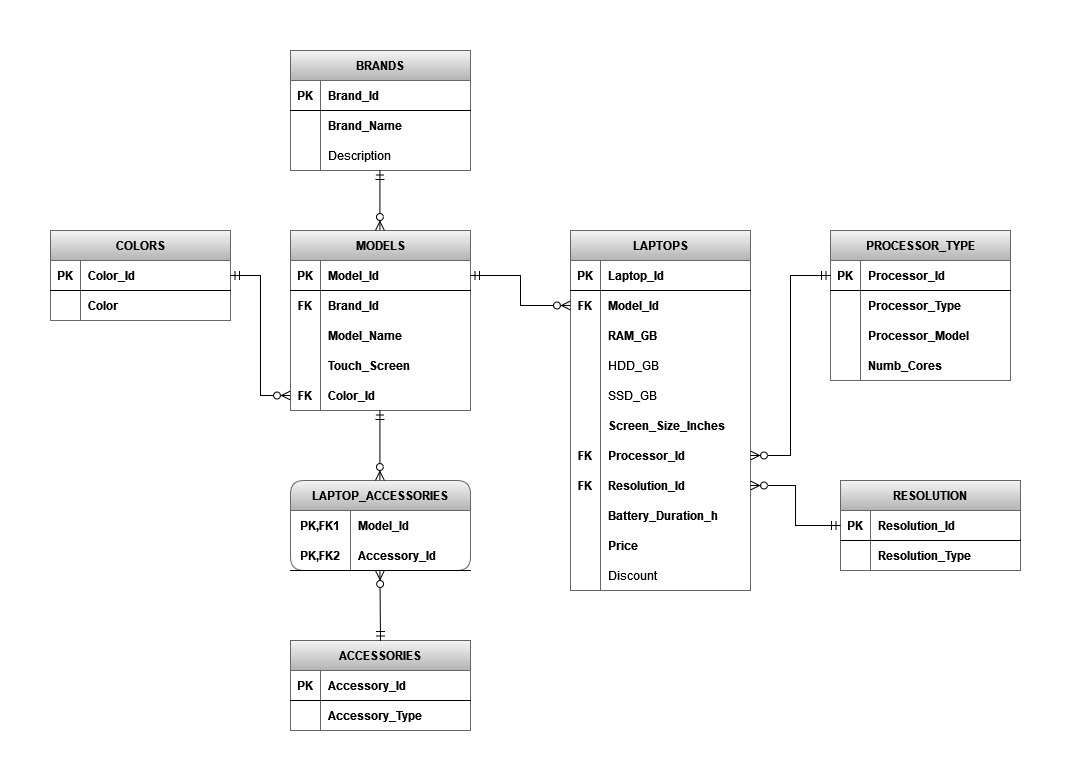 BRANDS
PK Brand_Id
Brand_Name
Description
COLORS
PK Color_Id
Color
MODELS
PK Model_Id
FK Brand_Id
Model_Name
Touch_Screen
FK Color_Id
LAPTOPS
PK Laptop_Id
FK Model_Id
RAM_GB
HDD_GB
SSD_GB
Screen_Size_Inches
FK Processor_Id
FK Resolution_Id
Battery_Duration_h
Price
Discount
PROCESSOR_TYPE
PK Processor_Id
Processor_Type
Processor_Model
Numb_Cores
LAPTOP_ACCESSORIES
PK,FK1 Model_Id
PK,FK2 Accessory_Id
RESOLUTION
PK Resolution_Id
Resolution_Type
ACCESSORIES
PK Accessory_Id
Accessory_Type